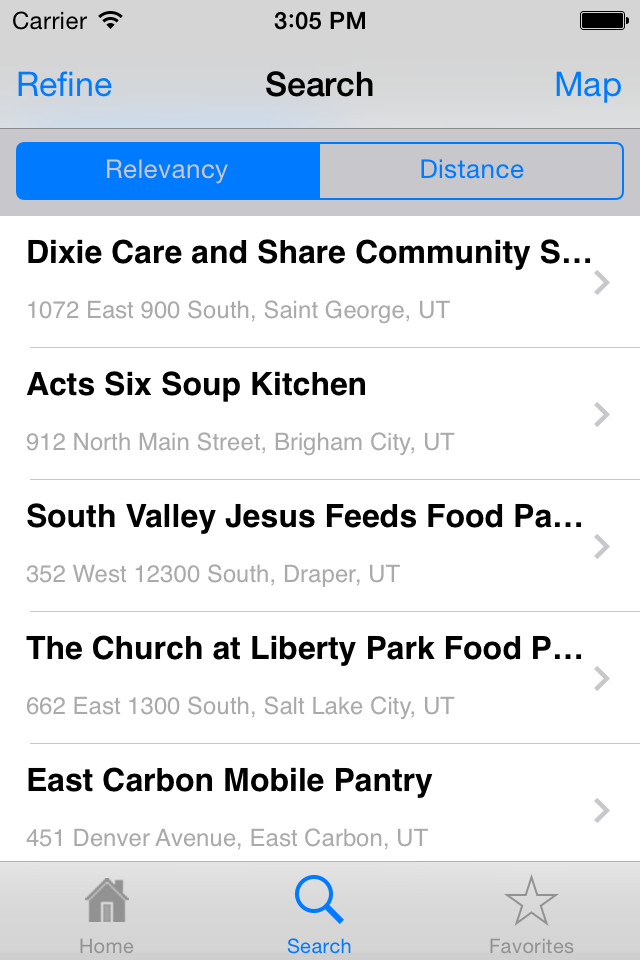 Carrier 3:05 PM
Refine Search Map
Relevancy Distance
Dixie Care and Share Community S...
1072 East 900 South, Saint George, UT
Acts Six Soup Kitchen
912 North Main Street, Brigham City, UT
South Valley Jesus Feeds Food Pa...
352 West 12300 South, Draper, UT
The Church at Liberty Park Food P...
662 East 1300 South, Salt Lake City, UT
East Carbon Mobile Pantry
451 Denver Avenue, East Carbon, UT
Home Search Favorites